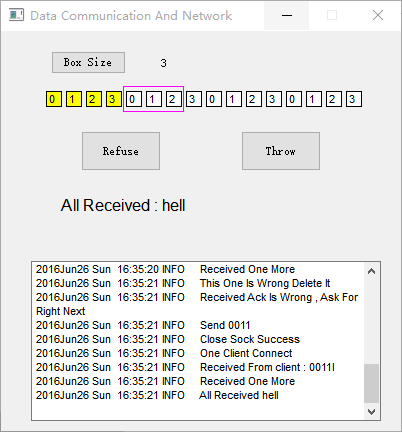 Data Communication And Network
Box Size 3
0 1 2 3 0 1 2 3 0 1 2 3 0 1 2 3
Refuse Throw
All Received : hell
2016Jun26 Sun 16:35:20 INFO Received One More
2016Jun26 Sun 16:35:21 INFO This One Is Wrong Delete It
2016Jun26 Sun 16:35:21 INFO Received Ack Is Wrong , Ask For
Right Next
2016Jun26 Sun 16:35:21 INFO Send 0011
2016Jun26 Sun 16:35:21 INFO Close Sock Success
2016Jun26 Sun 16:35:21 INFO One Client Connect
2016Jun26 Sun 16:35:21 INFO Received From client : 0011l
2016Jun26 Sun 16:35:21 INFO Received One More
2016Jun26 Sun 16:35:21 INFO All Received hell